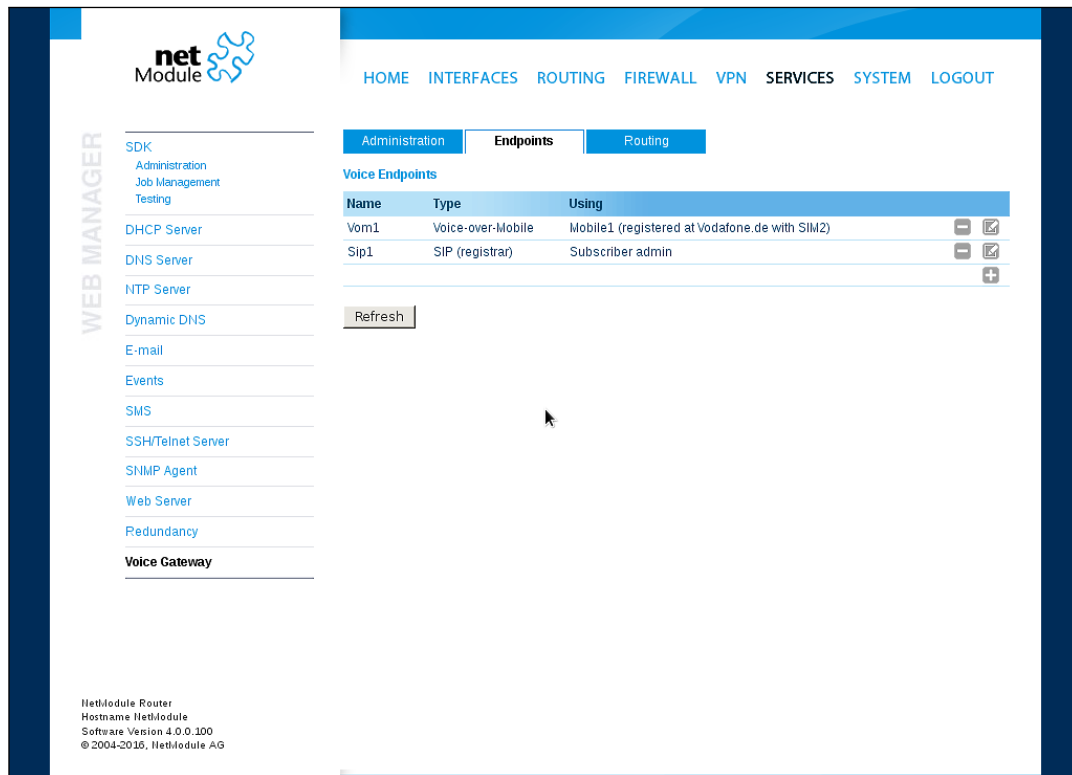 net
Module
HOME INTERFACES ROUTING FIREWALL VPN SERVICES SYSTEM LOGOUT
WEB MANAGER
SDK
Administration
Job Management
Testing
DHCP Server
DNS Server
NTP Server
Dynamic DNS
E-mail
Events
SMS
SSH/Telnet Server
SNMP Agent
Web Server
Redundancy
Voice Gateway
Administration Endpoints Routing
Voice Endpoints
Name Type Using
Vom1 Voice-over-Mobile Mobile1 (registered at Vodafone.de with SIM2)
Sip1 SIP (registrar) Subscriber admin
Refresh
NetModule Router
Hostname NetModule
Software Version 4.0.0.100
© 2004-2016, NetModule AG